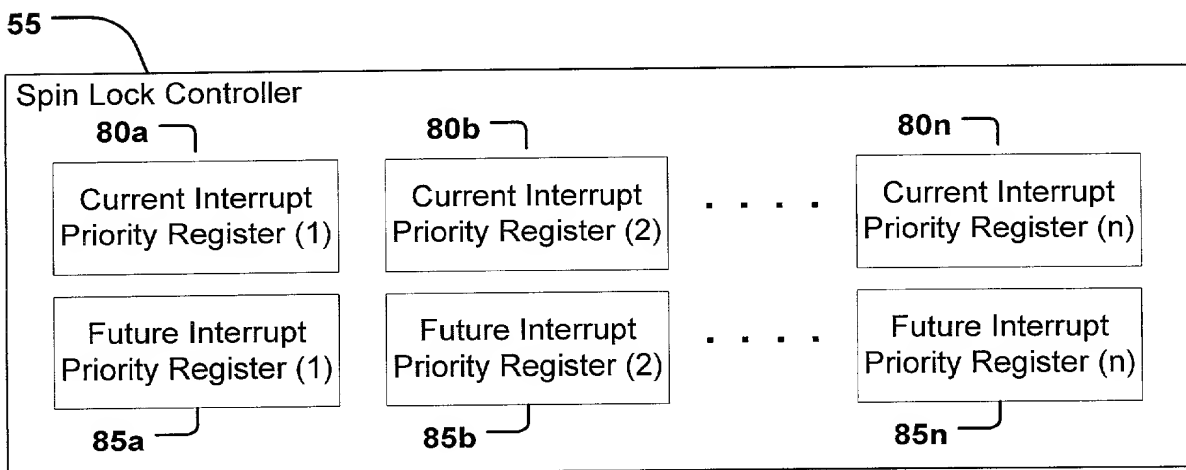 55
Spin Lock Controller
80a
80b
80n
Current Interrupt
Priority Register (1)
Current Interrupt
Priority Register (2)
. . . .
Current Interrupt
Priority Register (n)
Future Interrupt
Priority Register (1)
Future Interrupt
Priority Register (2)
. . . .
Future Interrupt
Priority Register (n)
85a
85b
85n